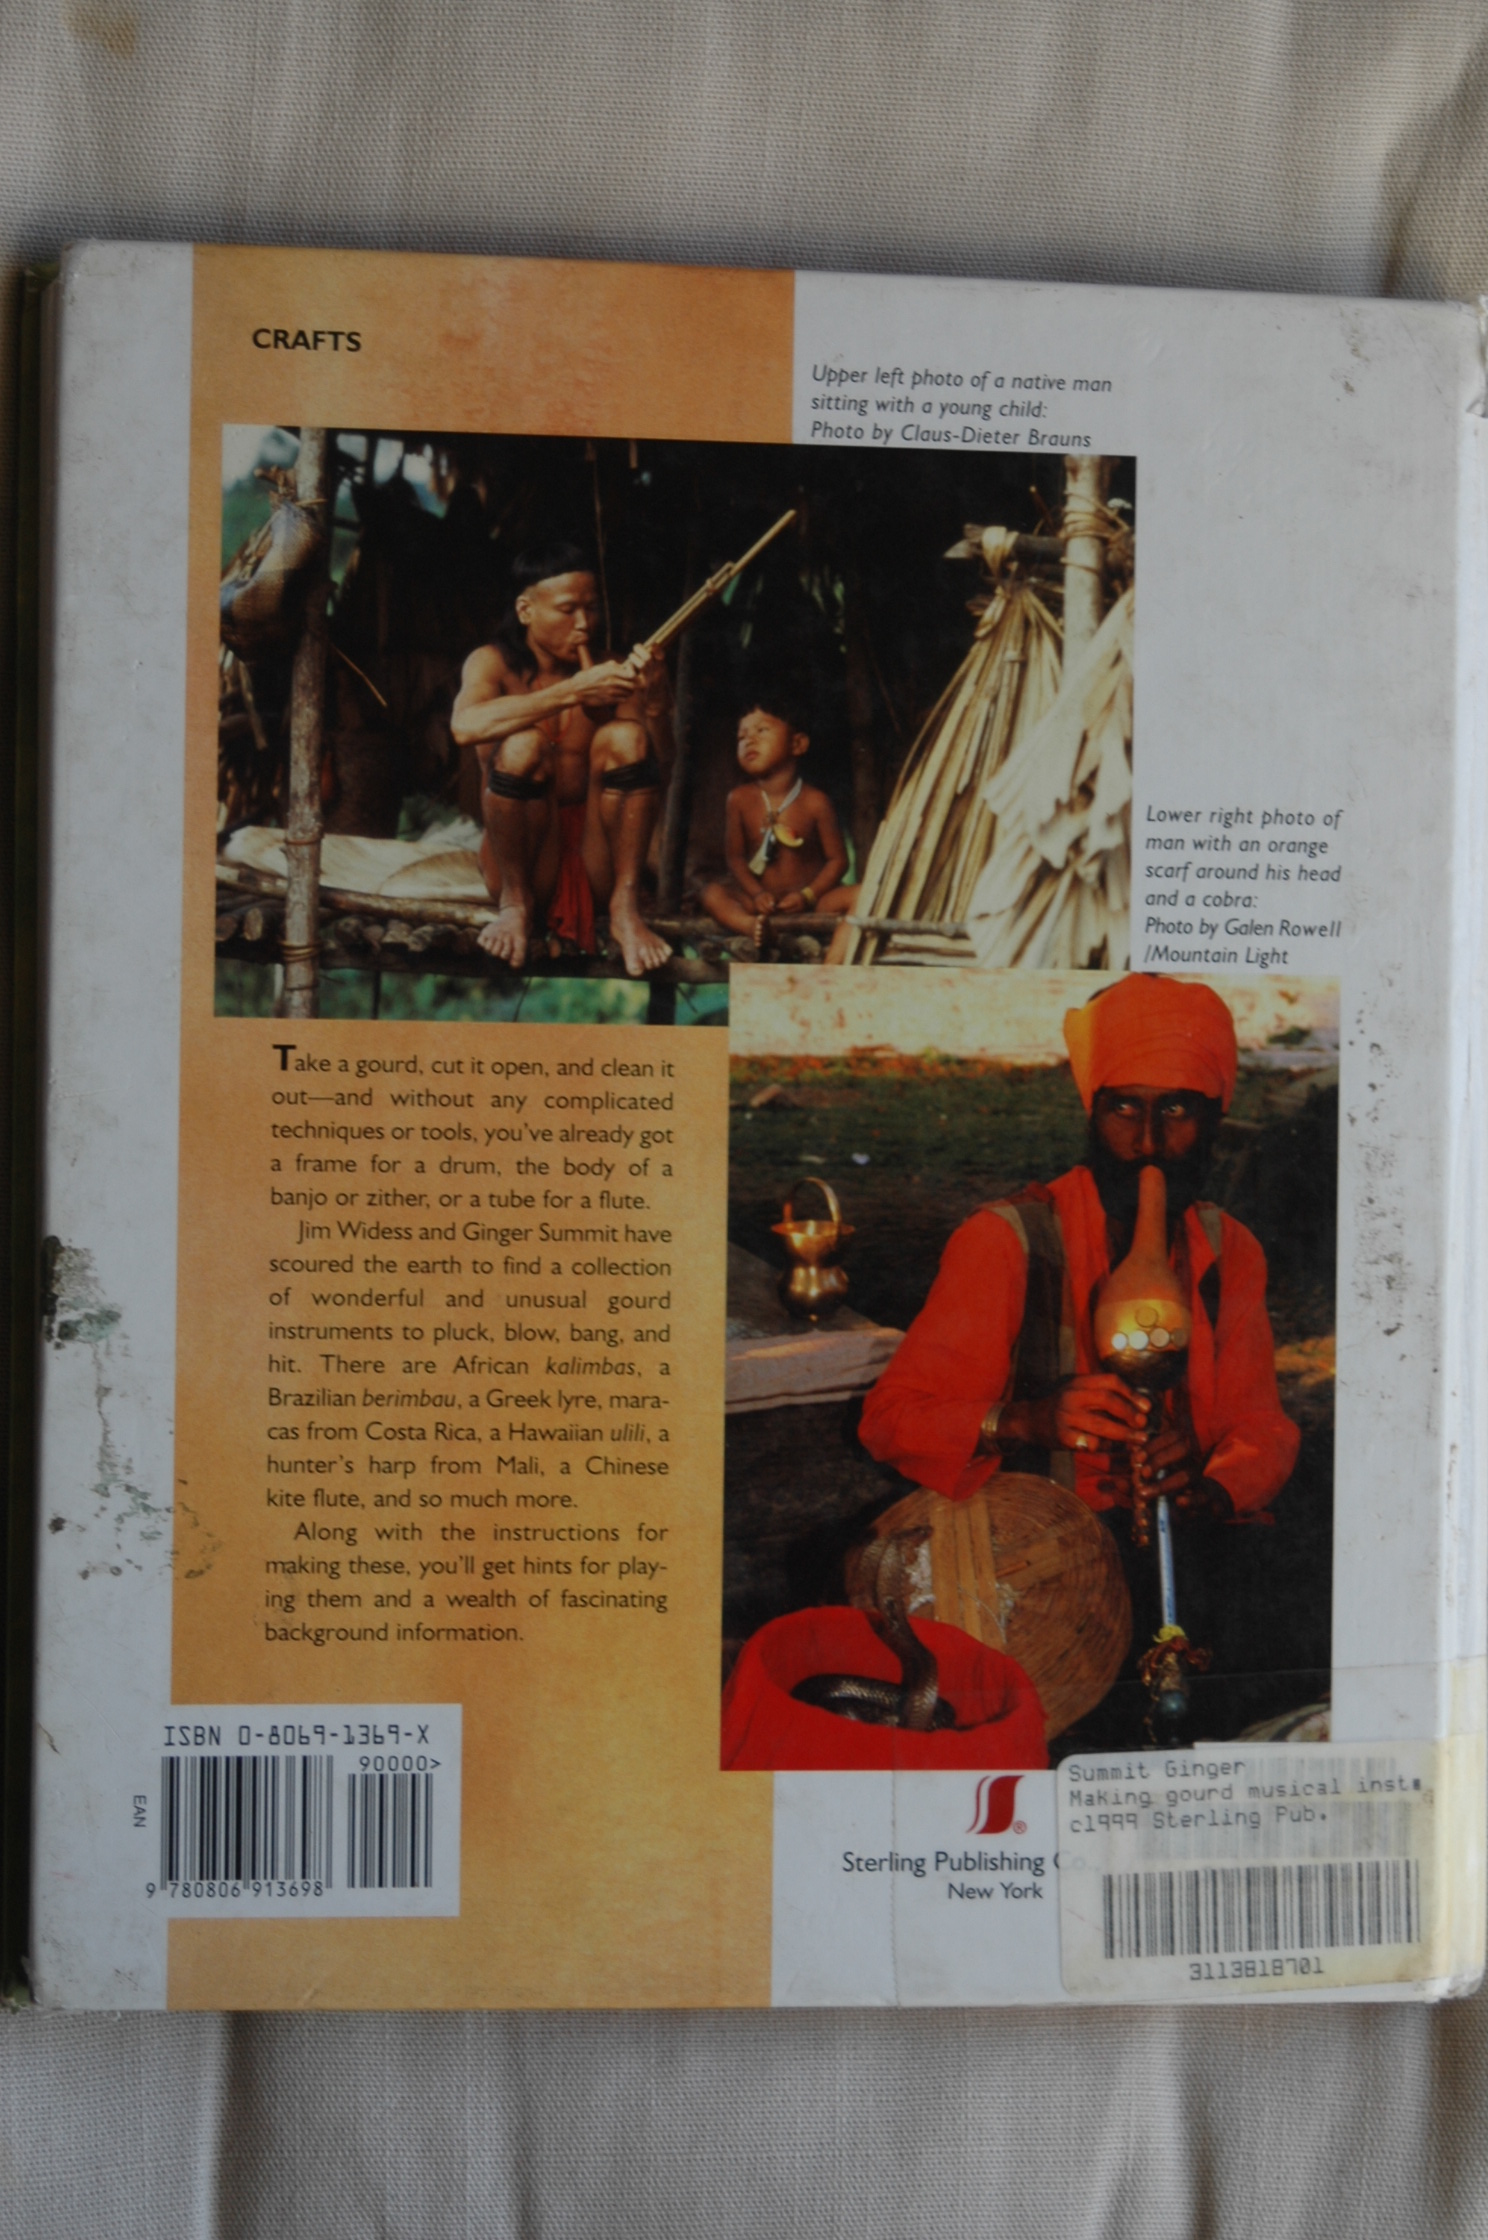 CRAFTS
Upper left photo of a native man
sitting with a young child:
Photo by Claus-Dieter Brauns
Lower right photo of
man with an orange
scarf around his head
and a cobra:
Photo by Galen Rowell
/Mountain Light
Take a gourd, cut it open, and clean it
out—and without any complicated
techniques or tools, you've already got
a frame for a drum, the body of a
banjo or zither, or a tube for a flute.
Jim Widess and Ginger Summit have
scoured the earth to find a collection
of wonderful and unusual gourd
instruments to pluck, blow, bang, and
hit. There are African kalimbas, a
Brazilian berimbau, a Greek lyre, mara-
cas from Costa Rica, a Hawaiian ulili, a
hunter's harp from Mali, a Chinese
kite flute, and so much more.
Along with the instructions for
making these, you'll get hints for play-
ing them and a wealth of fascinating
background information.
ISBN 0-8069-1369-X
90000>
EAN
9 780806 913698
®
Sterling Publishing Co.
New York
Summit Ginger
Making gourd musical inst
c1999 Sterling Pub.
3113818701